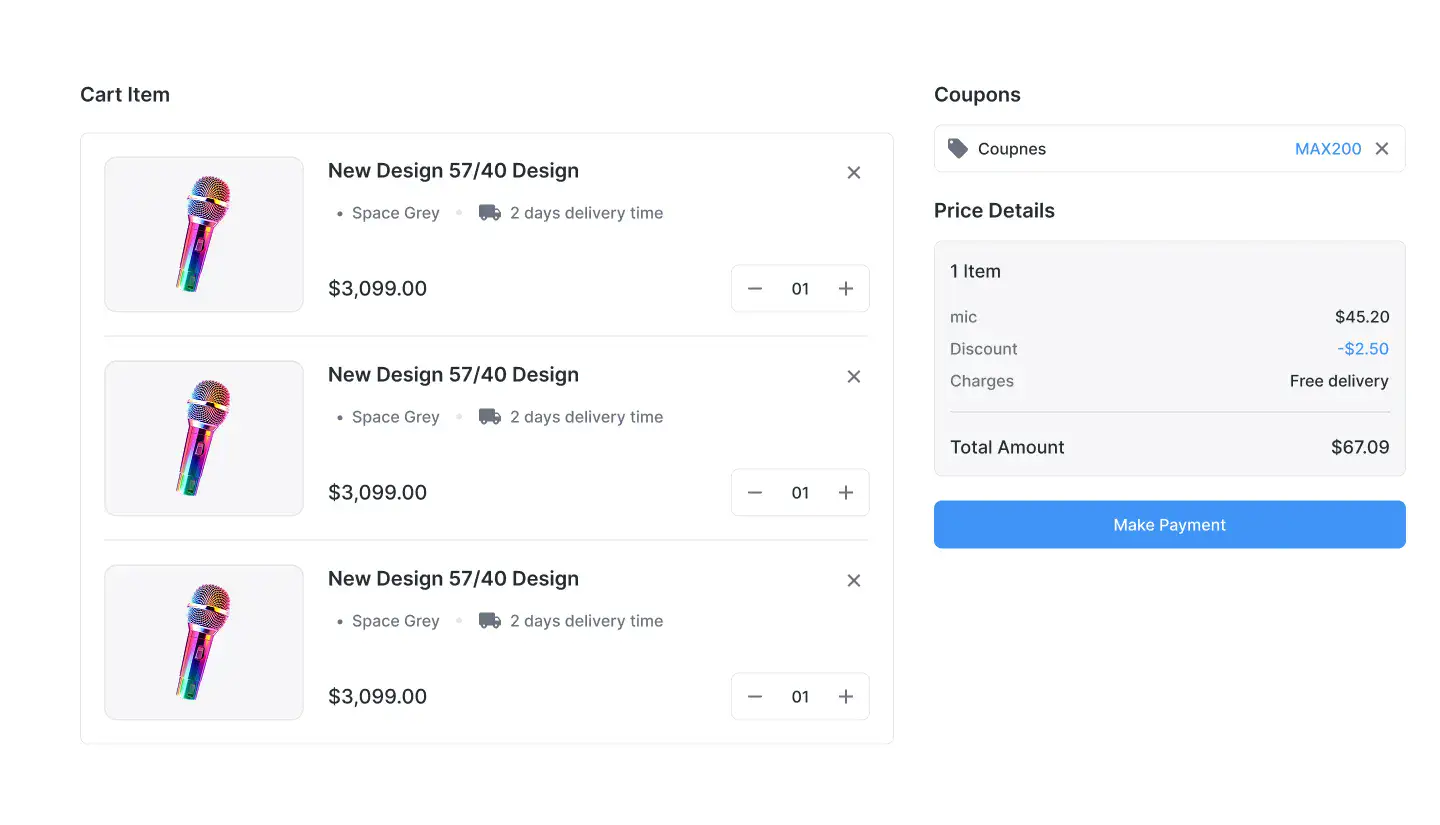 Cart Item
New Design 57/40 Design
Space Grey 2 days delivery time
$3,099.00 01
New Design 57/40 Design
Space Grey 2 days delivery time
$3,099.00 01
New Design 57/40 Design
Space Grey 2 days delivery time
$3,099.00 01
Coupons
Coupnes MAX200
Price Details
1 Item
mic $45.20
Discount -$2.50
Charges Free delivery
Total Amount $67.09
Make Payment